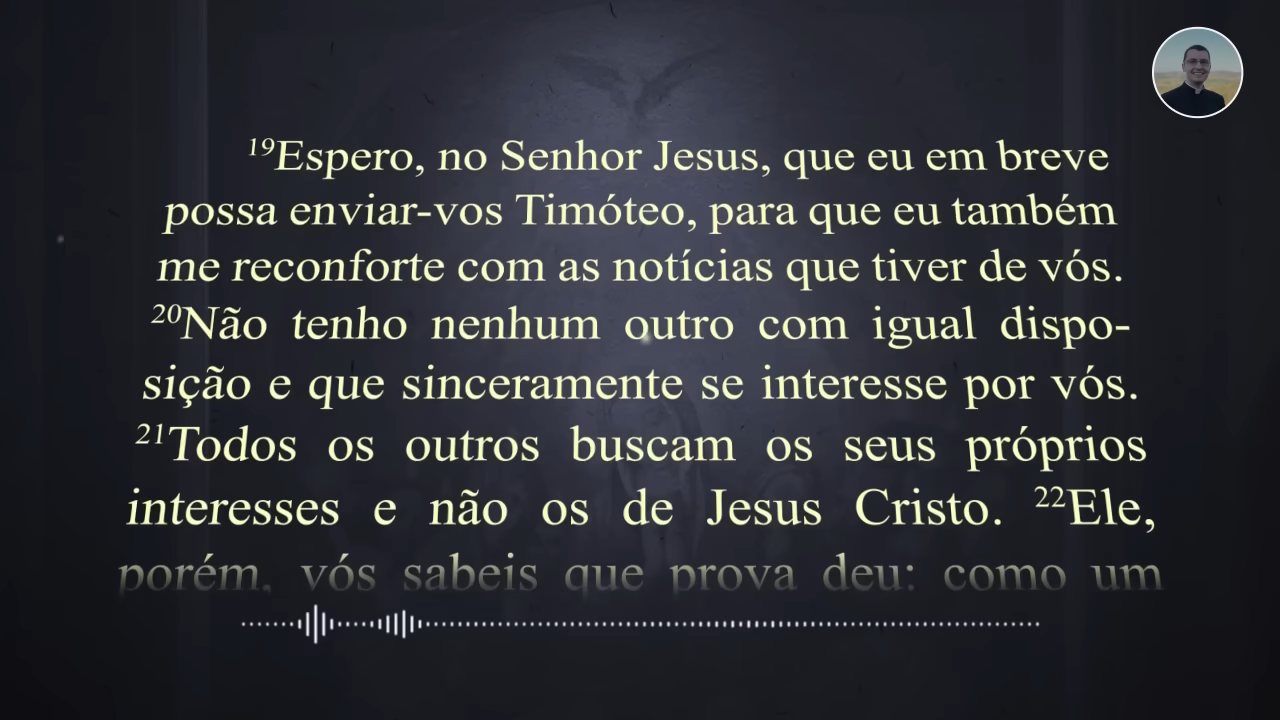 ¹⁹Espero, no Senhor Jesus, que eu em breve
possa enviar-vos Timóteo, para que eu também
me reconforte com as notícias que tiver de vós.
²⁰Não tenho nenhum outro com igual dispo-
sição e que sinceramente se interesse por vós.
²¹Todos os outros buscam os seus próprios
interesses e não os de Jesus Cristo. ²²Ele,
porém, vós sabeis que prova deu: como um